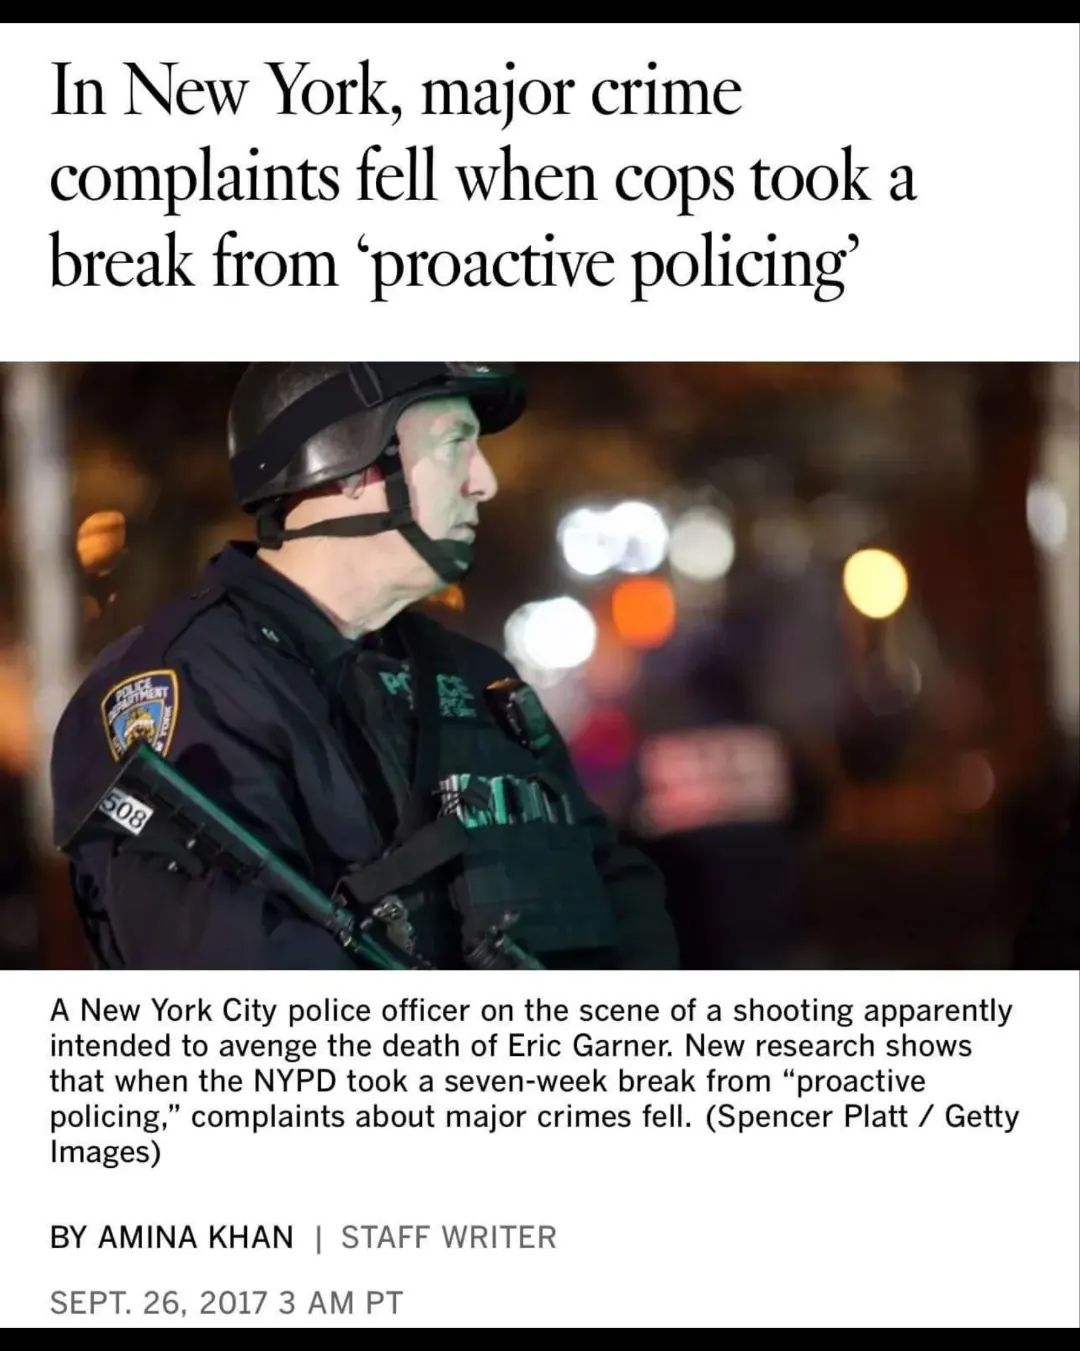 In New York, major crime
complaints fell when cops took a
break from ‘proactive policing’
POLICE
DEPARTMENT
508
A New York City police officer on the scene of a shooting apparently
intended to avenge the death of Eric Garner. New research shows
that when the NYPD took a seven-week break from “proactive
policing,” complaints about major crimes fell. (Spencer Platt / Getty
Images)
BY AMINA KHAN | STAFF WRITER
SEPT. 26, 2017 3 AM PT